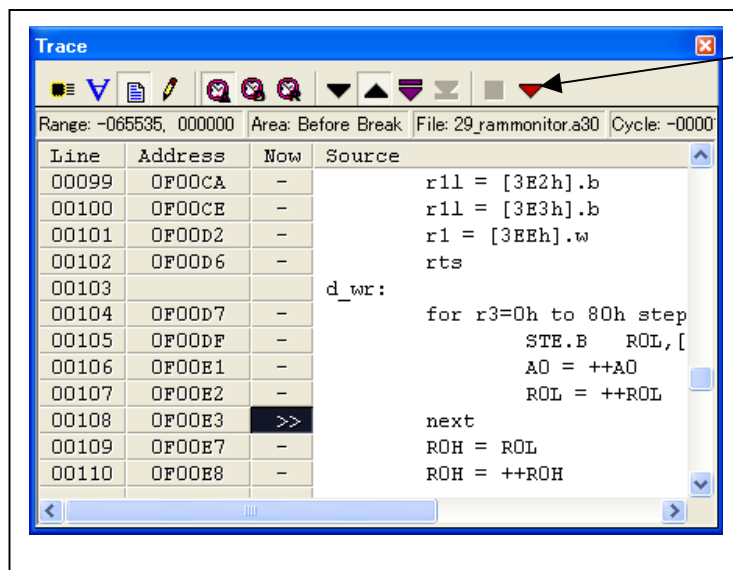 Trace
Range: -065535, 000000 Area: Before Break File: 29_rammonitor.a30 Cycle: -0000
Line Address Now Source
00099 0F00CA - r1l = [3E2h].b
00100 0F00CE - r1l = [3E3h].b
00101 0F00D2 - r1 = [3EEh].w
00102 0F00D6 - rts
00103 d_wr:
00104 0F00D7 - for r3=0h to 80h step
00105 0F00DF - STE.B R0L,[
00106 0F00E1 - A0 = ++A0
00107 0F00E2 - R0L = ++R0L
00108 0F00E3 >> next
00109 0F00E7 - R0H = R0L
00110 0F00E8 - R0H = ++R0H